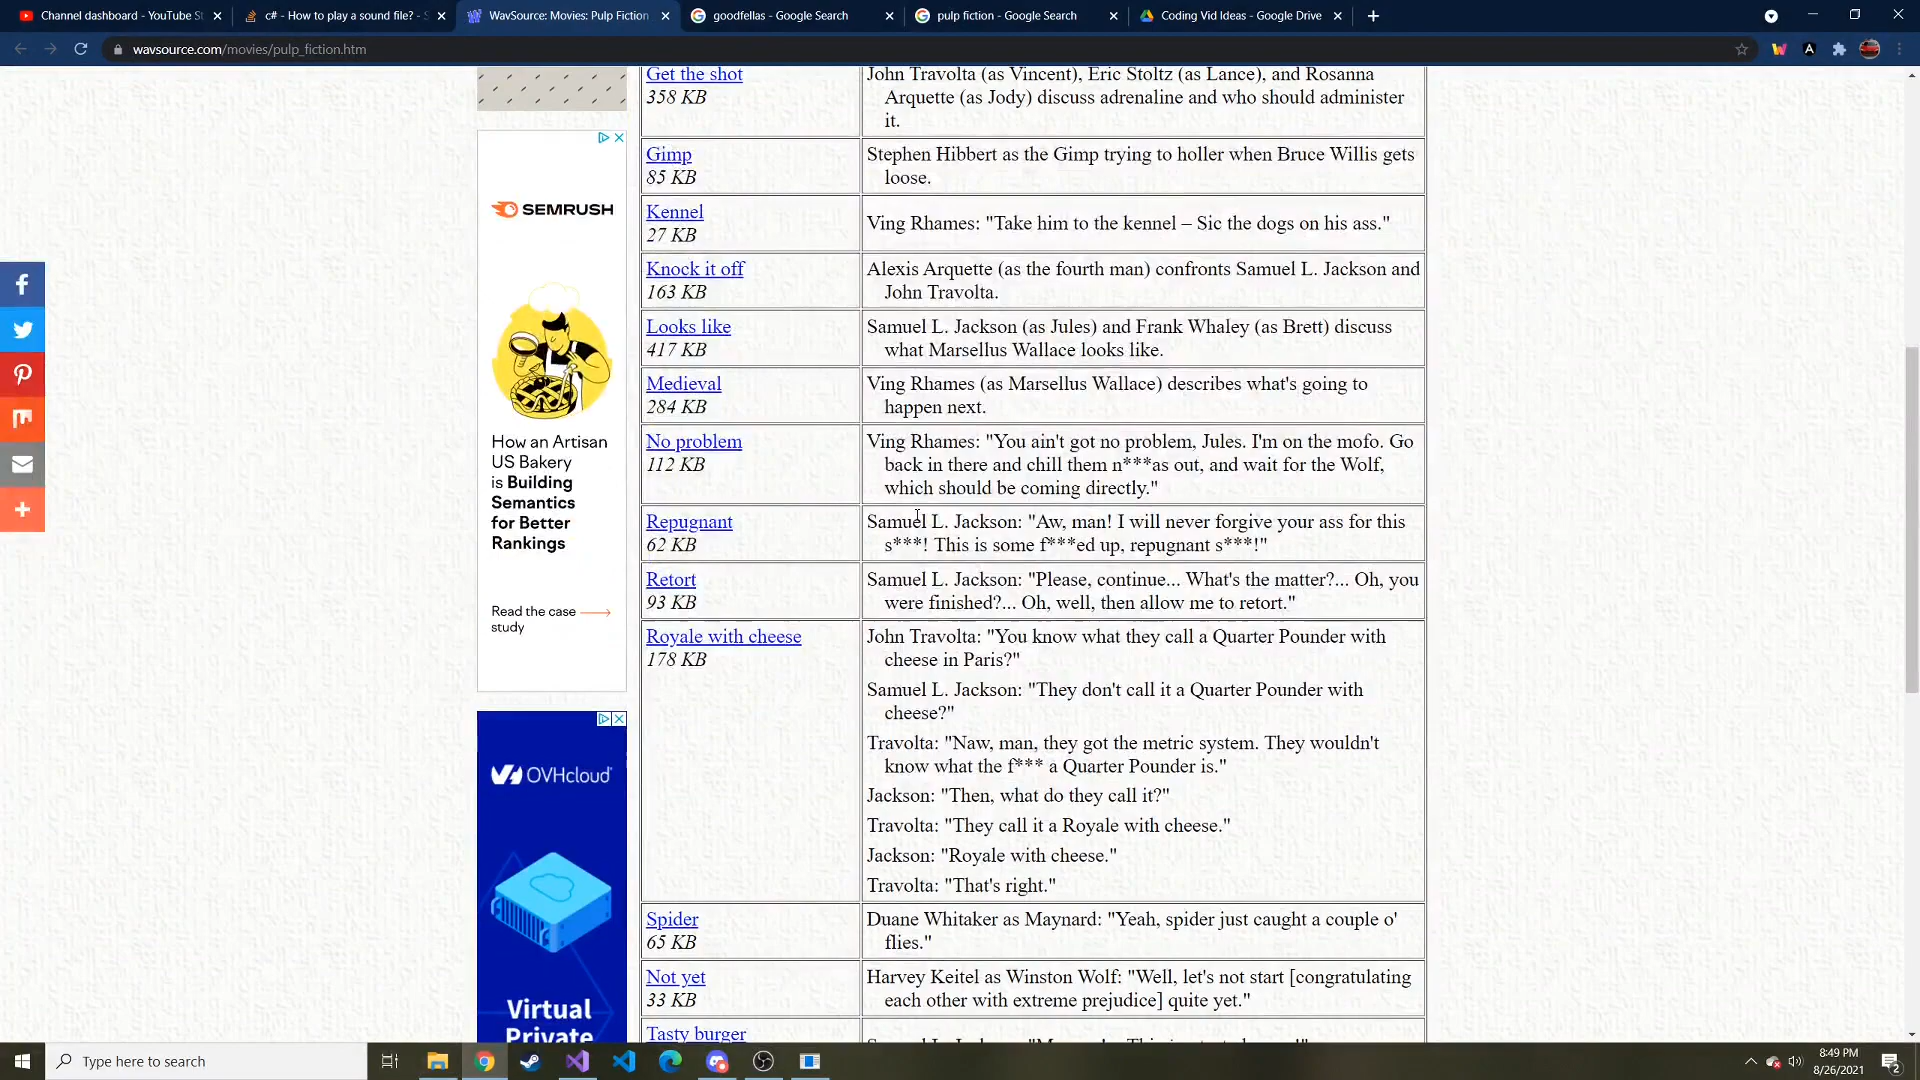 Channel dashboard - YouTube St
c# - How to play a sound file? - S
WavSource: Movies: Pulp Fiction
goodfellas - Google Search
pulp fiction - Google Search
Coding Vid Ideas - Google Drive
wavsource.com/movies/pulp_fiction.htm
Get the shot
358 KB
John Travolta (as Vincent), Eric Stoltz (as Lance), and Rosanna
Arquette (as Jody) discuss adrenaline and who should administer
it.
Gimp
85 KB
Stephen Hibbert as the Gimp trying to holler when Bruce Willis gets
loose.
Kennel
27 KB
Ving Rhames: "Take him to the kennel – Sic the dogs on his ass."
Knock it off
163 KB
Alexis Arquette (as the fourth man) confronts Samuel L. Jackson and
John Travolta.
Looks like
417 KB
Samuel L. Jackson (as Jules) and Frank Whaley (as Brett) discuss
what Marsellus Wallace looks like.
Medieval
284 KB
Ving Rhames (as Marsellus Wallace) describes what's going to
happen next.
No problem
112 KB
Ving Rhames: "You ain't got no problem, Jules. I'm on the mofo. Go
back in there and chill them n***as out, and wait for the Wolf,
which should be coming directly."
Repugnant
62 KB
Samuel L. Jackson: "Aw, man! I will never forgive your ass for this
s***! This is some f***ed up, repugnant s***!"
Retort
93 KB
Samuel L. Jackson: "Please, continue... What's the matter?... Oh, you
were finished?... Oh, well, then allow me to retort."
Royale with cheese
178 KB
John Travolta: "You know what they call a Quarter Pounder with
cheese in Paris?"
Samuel L. Jackson: "They don't call it a Quarter Pounder with
cheese?"
Travolta: "Naw, man, they got the metric system. They wouldn't
know what the f*** a Quarter Pounder is."
Jackson: "Then, what do they call it?"
Travolta: "They call it a Royale with cheese."
Jackson: "Royale with cheese."
Travolta: "That's right."
Spider
65 KB
Duane Whitaker as Maynard: "Yeah, spider just caught a couple o'
flies."
Not yet
33 KB
Harvey Keitel as Winston Wolf: "Well, let's not start [congratulating
each other with extreme prejudice] quite yet."
Tasty burger
SEMRUSH
How an Artisan
US Bakery
is Building
Semantics
for Better
Rankings
Read the case
study
OVHcloud
Virtual
Private
Type here to search
8:49 PM
8/26/2021
2